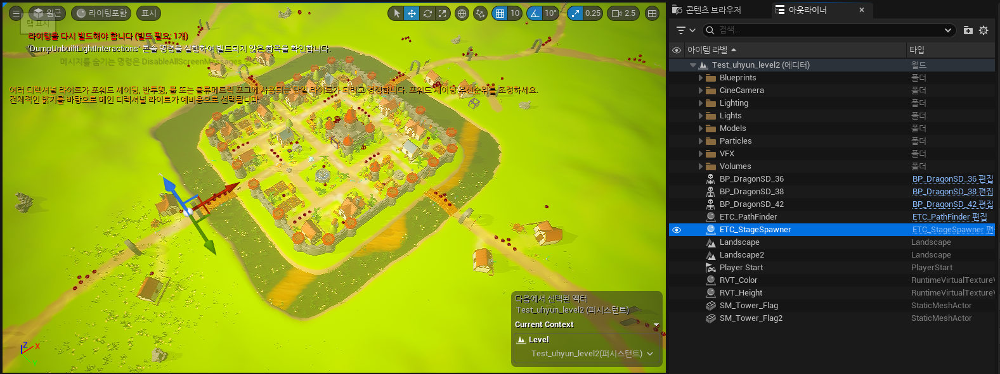 원근
라이팅포함
표시
10
10°
0.25
2.5
탭 표시
라이팅을 다시 빌드해야 합니다 (빌드 필요: 1개)
'DumpUnbuiltLightInteractions' 콘솔 명령을 실행하여 빌드되지 않은 항목을 확인합니다.
메시지를 숨기는 명령은 DisableAllScreenMessages
여러 디렉셔널 라이트가 포워드 셰이딩, 반투명, 물 또는 볼류메트릭 포그에 사용되는 단일 라이트가 되려고 경쟁합니다. 포워드 셰이딩 우선순위를 조정하세요.
전체적인 밝기를 바탕으로 메인 디렉셔널 라이트가 예비용으로 선택됩니다.
Z
X
Y
다음에서 선택된 액터
Test_uhyun_level2 (퍼시스턴트)
Current Context
Level
Test_uhyun_level2(퍼시스턴트)
콘텐츠 브라우저
아웃라이너
검색...
아이템 라벨
타입
Test_uhyun_level2 (에디터) 월드
Blueprints 폴더
CineCamera 폴더
Lighting 폴더
Lights 폴더
Models 폴더
Particles 폴더
VFX 폴더
Volumes 폴더
BP_DragonSD_36 BP_DragonSD_36 편집
BP_DragonSD_38 BP_DragonSD_38 편집
BP_DragonSD_42 BP_DragonSD_42 편집
ETC_PathFinder ETC_PathFinder 편집
ETC_StageSpawner ETC_StageSpawner 편
Landscape Landscape
Landscape2 Landscape
Player Start PlayerStart
RVT_Color RuntimeVirtualTexture
RVT_Height RuntimeVirtualTexture
SM_Tower_Flag StaticMeshActor
SM_Tower_Flag2 StaticMeshActor